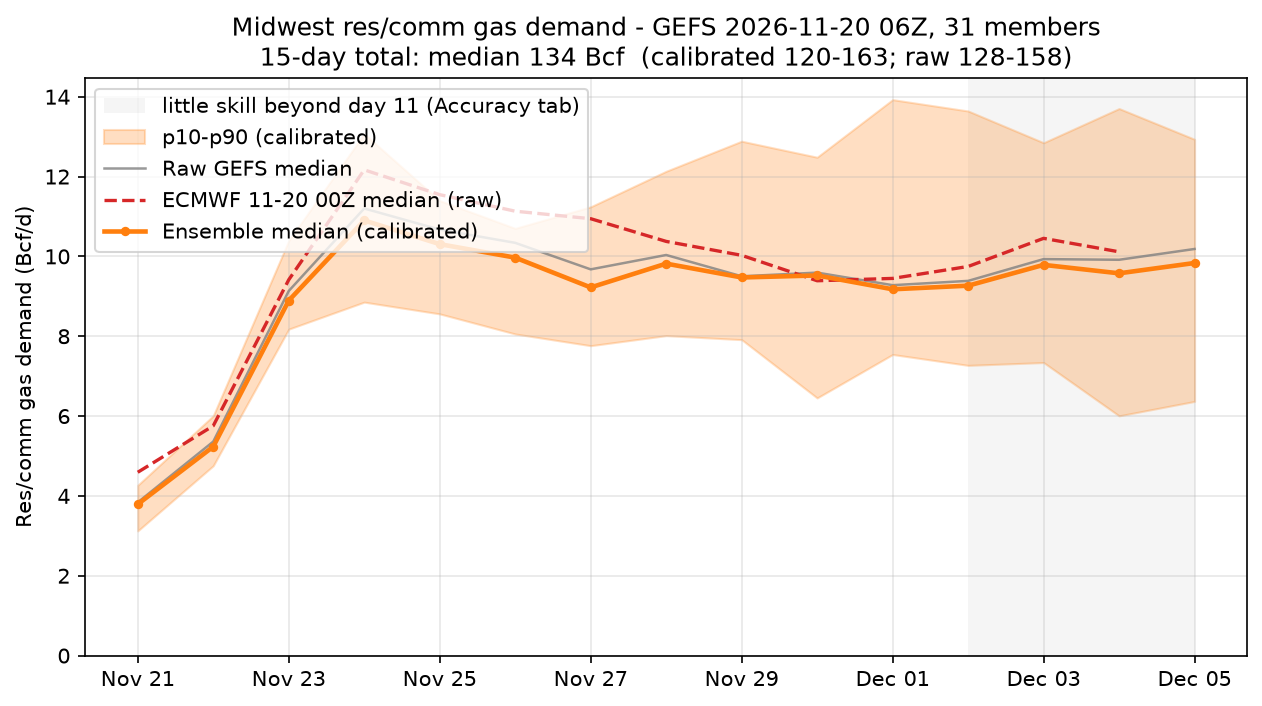 Midwest res/comm gas demand - GEFS 2026-11-20 06Z, 31 members
15-day total: median 134 Bcf  (calibrated 120-163; raw 128-158)
little skill beyond day 11 (Accuracy tab)
p10-p90 (calibrated)
Raw GEFS median
ECMWF 11-20 00Z median (raw)
Ensemble median (calibrated)
Res/comm gas demand (Bcf/d)
14
12
10
8
6
4
2
0
Nov 21 Nov 23 Nov 25 Nov 27 Nov 29 Dec 01 Dec 03 Dec 05